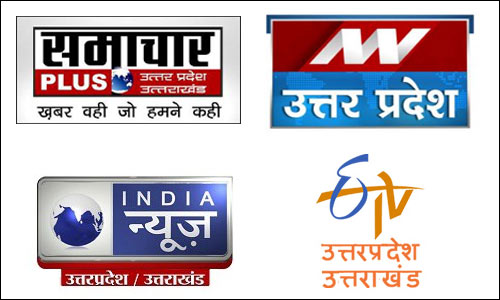 समाचार
PLUS उत्तर प्रदेश
उत्तराखंड
ख़बर वही जो हमने कही
उत्तर प्रदेश
INDIA
न्यूज़
उत्तरप्रदेश / उत्तराखंड
ETV
उत्तरप्रदेश
उत्तराखंड